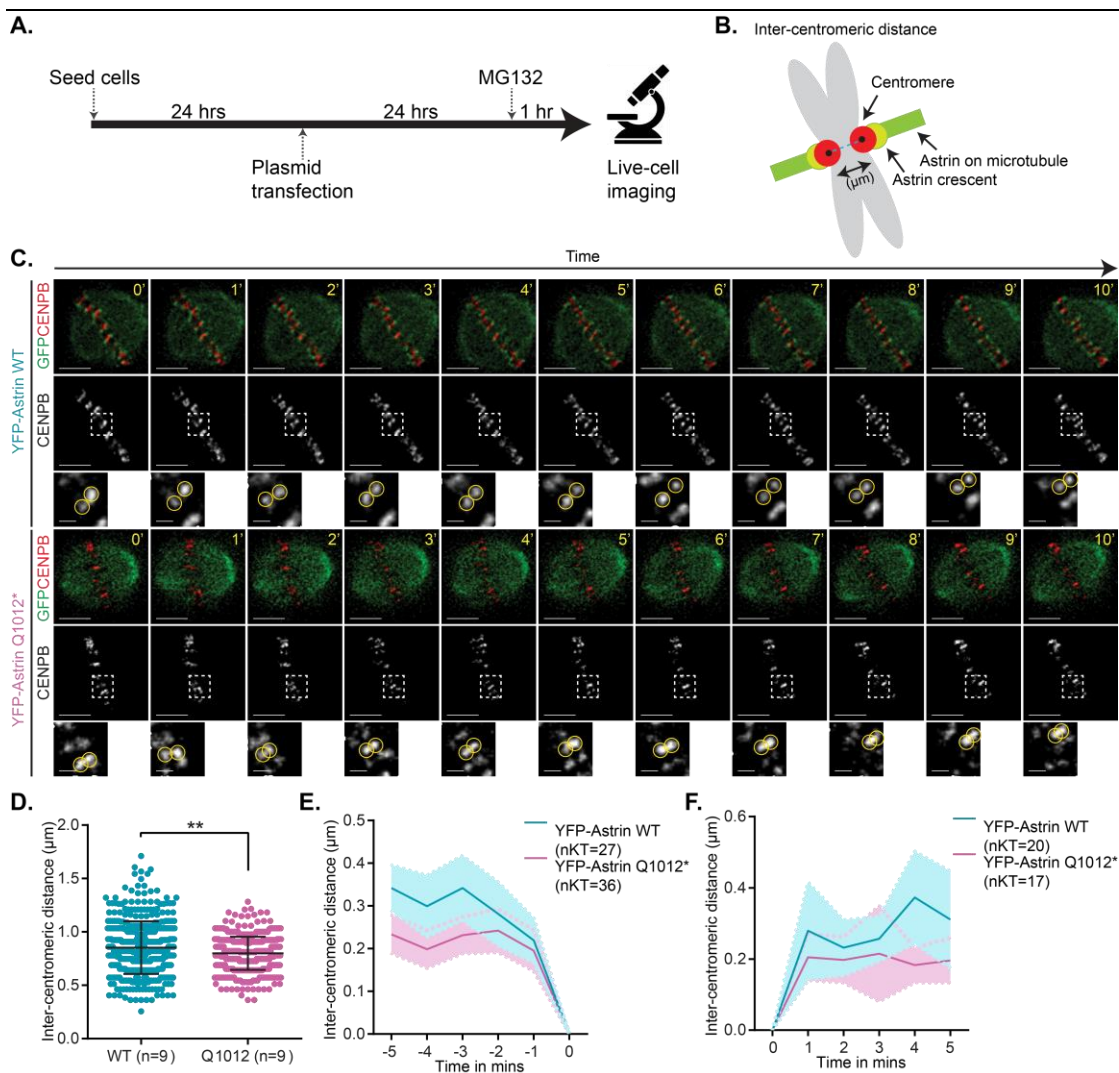 A.
Seed cells
MG132
24 hrs
24 hrs
1 hr
Plasmid
transfection
Live-cell
imaging
B.
Inter-centromeric distance
Centromere
Astrin on microtubule
Astrin crescent
(µm)
C.
Time
YFP-Astrin WT
GFPCENPB
0' 1' 2' 3' 4' 5' 6' 7' 8' 9' 10'
CENPB
YFP-Astrin Q1012*
GFPCENPB
0' 1' 2' 3' 4' 5' 6' 7' 8' 9' 10'
CENPB
D.
Inter-centromeric distance (µm)
2.0
1.5
1.0
0.5
0.0
**
WT (n=9) Q1012 (n=9)
E.
Inter-centromeric distance (µm)
0.5
0.4
0.3
0.2
0.1
0.0
-5 -4 -3 -2 -1 0
Time in mins
YFP-Astrin WT
(nKT=27)
YFP-Astrin Q1012*
(nKT=36)
F.
Inter-centromeric distance (µm)
0.6
0.4
0.2
0.0
0 1 2 3 4 5
Time in mins
YFP-Astrin WT
(nKT=20)
YFP-Astrin Q1012*
(nKT=17)